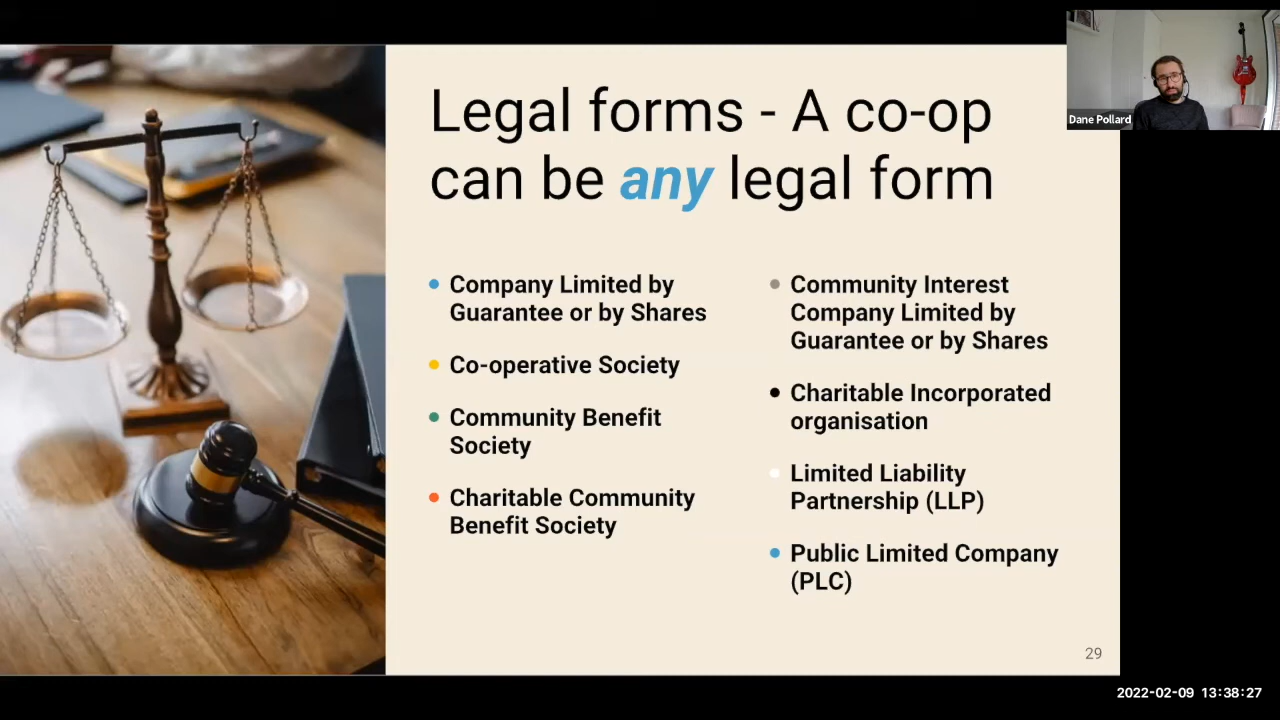 Legal forms - A co-op
can be any legal form
Company Limited by
Guarantee or by Shares
Co-operative Society
Community Benefit
Society
Charitable Community
Benefit Society
Community Interest
Company Limited by
Guarantee or by Shares
Charitable Incorporated
organisation
Limited Liability
Partnership (LLP)
Public Limited Company
(PLC)
29
Dane Pollard
2022-02-09 13:38:27